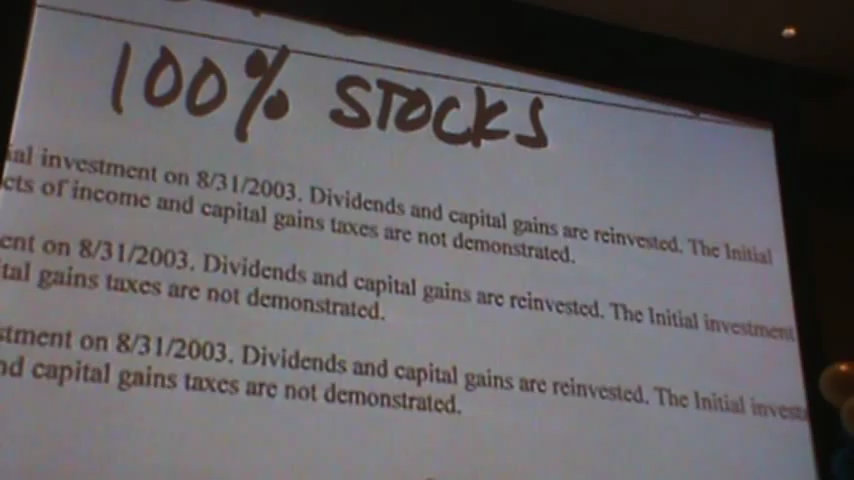 100% STOCKS
ial investment on 8/31/2003. Dividends and capital gains are reinvested. The Initial
cts of income and capital gains taxes are not demonstrated.
ent on 8/31/2003. Dividends and capital gains are reinvested. The Initial investment
tal gains taxes are not demonstrated.
stment on 8/31/2003. Dividends and capital gains are reinvested. The Initial invest
nd capital gains taxes are not demonstrated.